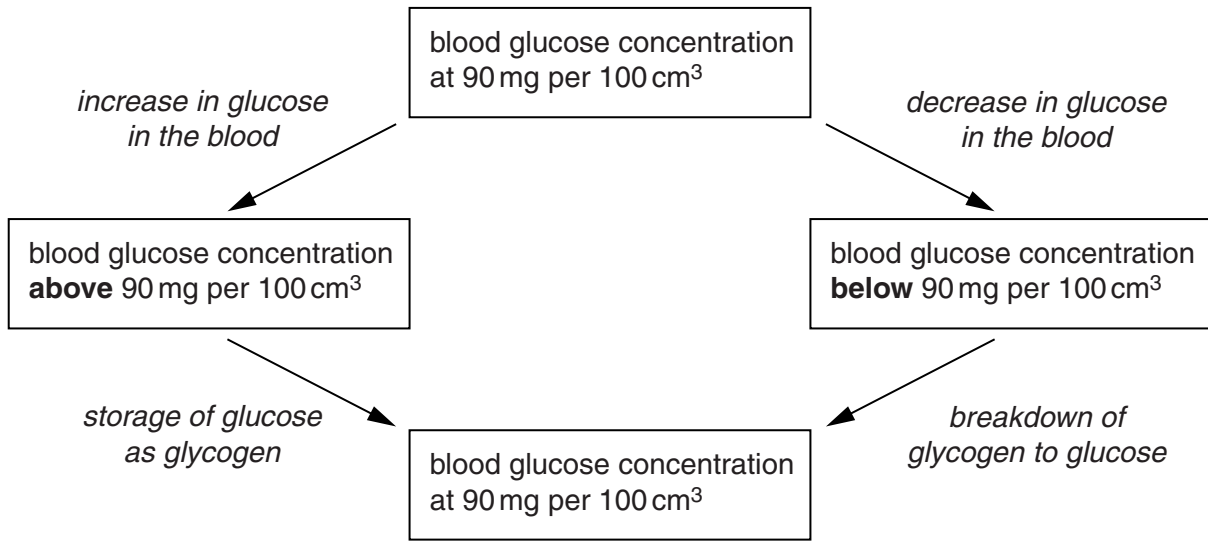 blood glucose concentration
at 90 mg per 100 cm³
increase in glucose
in the blood
decrease in glucose
in the blood
blood glucose concentration
above 90 mg per 100 cm³
blood glucose concentration
below 90 mg per 100 cm³
storage of glucose
as glycogen
breakdown of
glycogen to glucose
blood glucose concentration
at 90 mg per 100 cm³